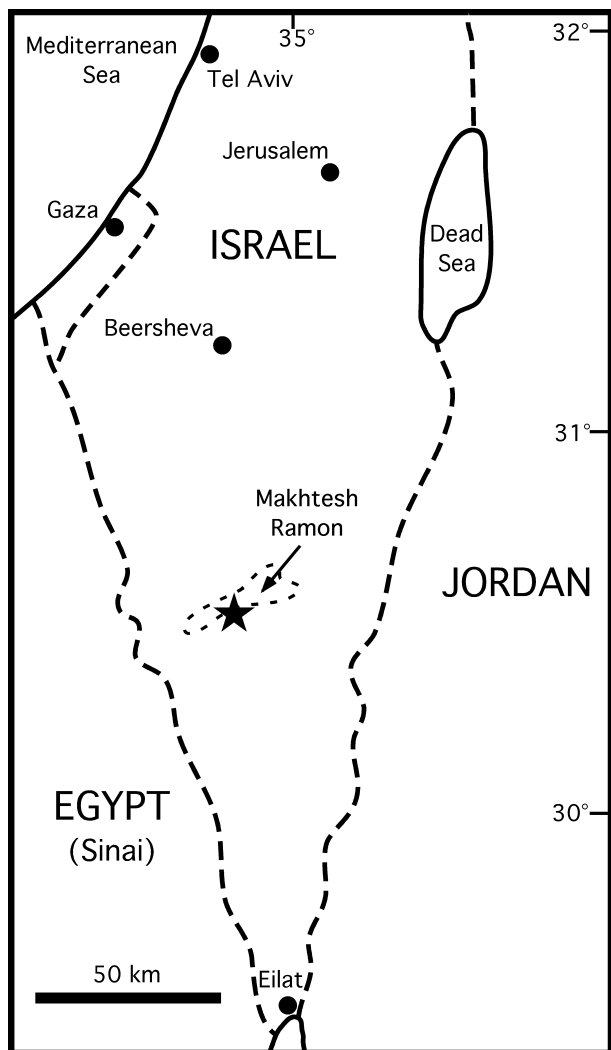 Mediterranean
Sea
35°
32°
Tel Aviv
Jerusalem
Gaza
ISRAEL
Dead
Sea
Beersheva
31°
Makhtesh
Ramon
JORDAN
EGYPT
(Sinai)
30°
50 km
Eilat